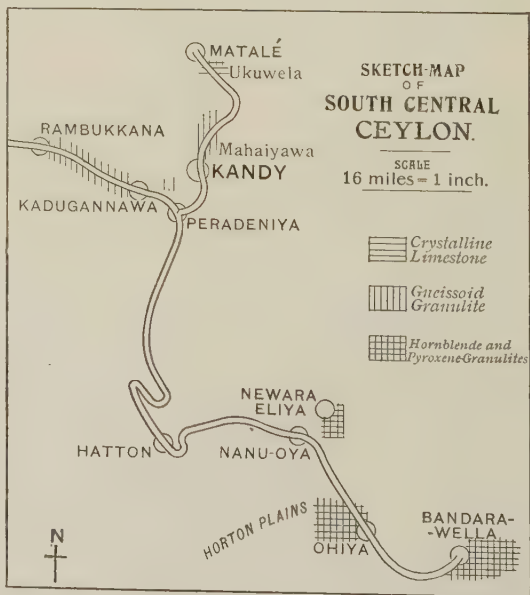 MATALÉ
Ukuwela
SKETCH-MAP
OF
SOUTH CENTRAL
CEYLON.
SCALE
16 miles = 1 inch.
RAMBUKKANA
Mahaiyawa
KANDY
KADUGANNAWA
PERADENIYA
Crystalline
Limestone
Gneissoid
Granulite
Hornblende and
Pyroxene-Granulites
NEWARA
ELIYA
HATTON
NANU-OYA
HORTON PLAINS
OHIYA
BANDARA-
-WELLA
N